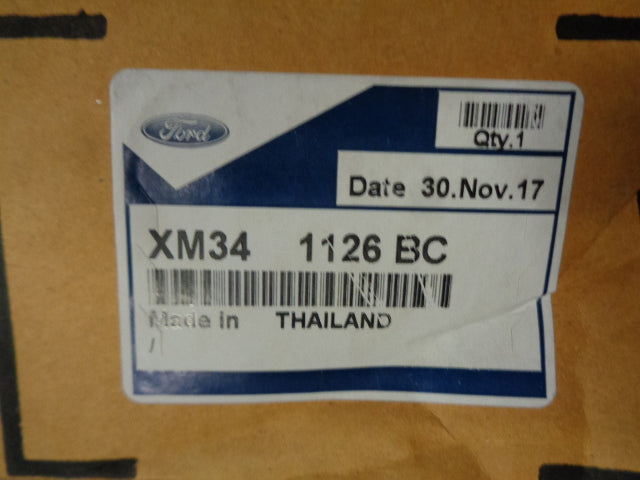 Ford
Qty.1
Date 30.Nov.17
XM34 1126 BC
Made in THAILAND
/